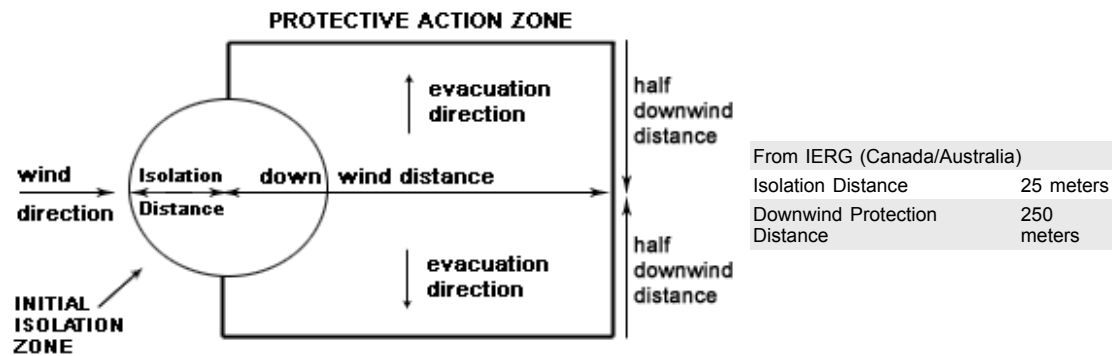 PROTECTIVE ACTION ZONE
evacuation
direction
half
downwind
distance
wind
direction
Isolation
Distance
down wind distance
evacuation
direction
half
downwind
distance
INITIAL
ISOLATION
ZONE
From IERG (Canada/Australia)
Isolation Distance 25 meters
Downwind Protection 250
Distance meters